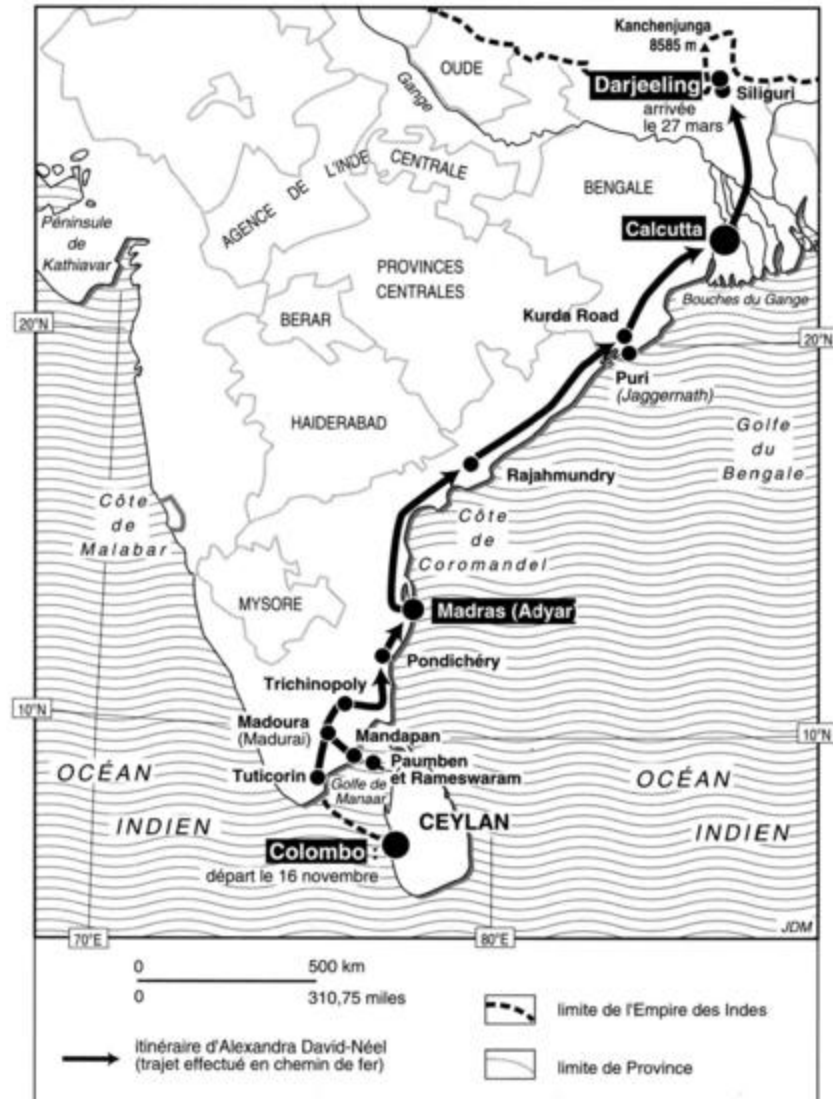 Kanchenjunga
8585 m
OUDE
Gange
Darjeeling
Siliguri
arrivée
le 27 mars
AGENCE DE L'INDE CENTRALE
BENGALE
Péninsule
de
Kathiavar
Calcutta
PROVINCES
CENTRALES
Bouches du Gange
BERAR
Kurda Road
20°N
20°N
Puri
(Jaggernath)
HAIDERABAD
Golfe
du
Bengale
Rajahmundry
Côte
de
Malabar
Côte
de
Coromandel
MYSORE
Madras (Adyar)
Pondichéry
Trichinopoly
10°N
Madoura
(Madurai)
Mandapan
10°N
Paumben
et Rameswaram
Tuticorin
Golfe de
Manaar
OCÉAN
INDIEN
OCÉAN
INDIEN
CEYLAN
Colombo
départ le 16 novembre
JDM
70°E
80°E
0 500 km
0 310,75 miles
limite de l'Empire des Indes
itinéraire d'Alexandra David-Néel
(trajet effectué en chemin de fer)
limite de Province